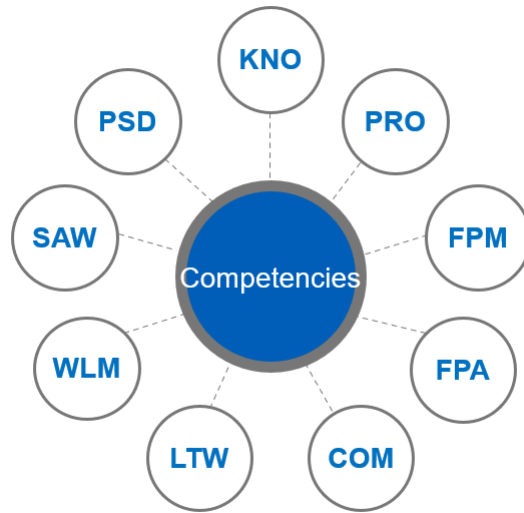 KNO
PSD
PRO
SAW
FPM
Competencies
WLM
FPA
LTW
COM